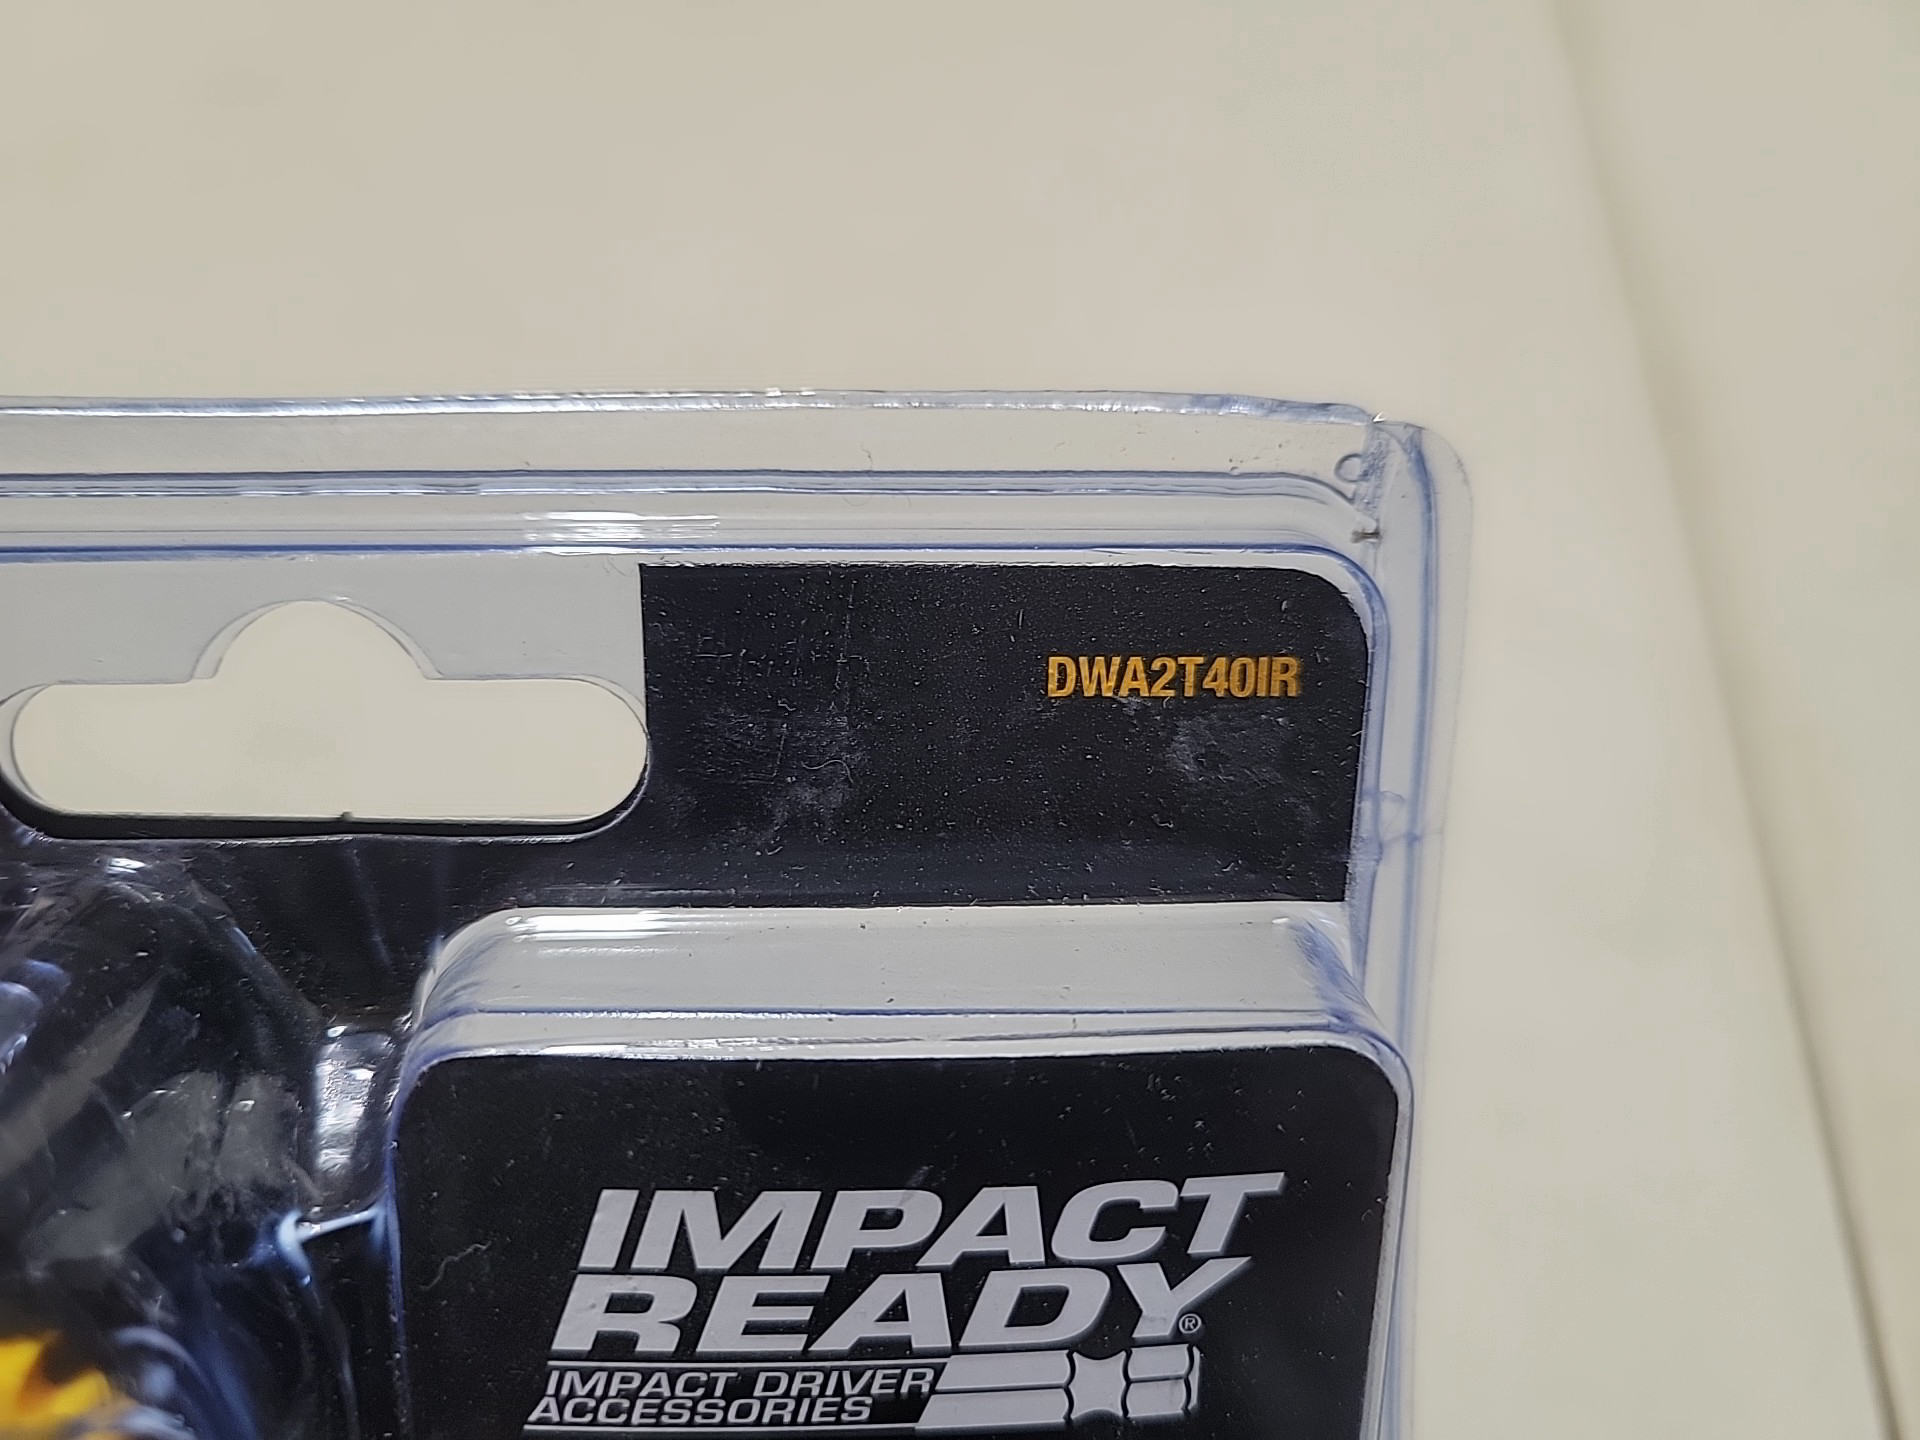 DWA2T40IR
IMPACT
READY®
IMPACT DRIVER
ACCESSORIES